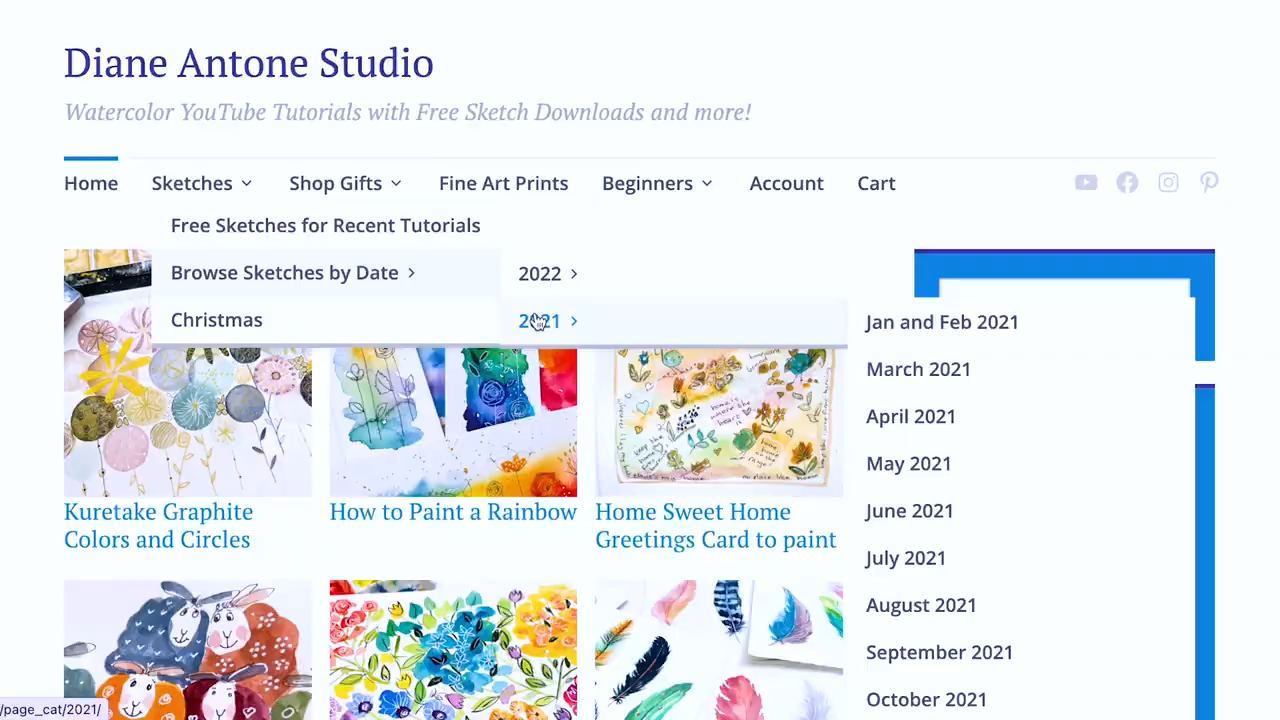 Diane Antone Studio
Watercolor YouTube Tutorials with Free Sketch Downloads and more!
Home Sketches Shop Gifts Fine Art Prints Beginners Account Cart
Free Sketches for Recent Tutorials
Browse Sketches by Date
Christmas
2022
2021
Jan and Feb 2021
March 2021
April 2021
May 2021
June 2021
July 2021
August 2021
September 2021
October 2021
Kuretake Graphite
Colors and Circles
How to Paint a Rainbow
Home Sweet Home
Greetings Card to paint
/page_cat/2021/